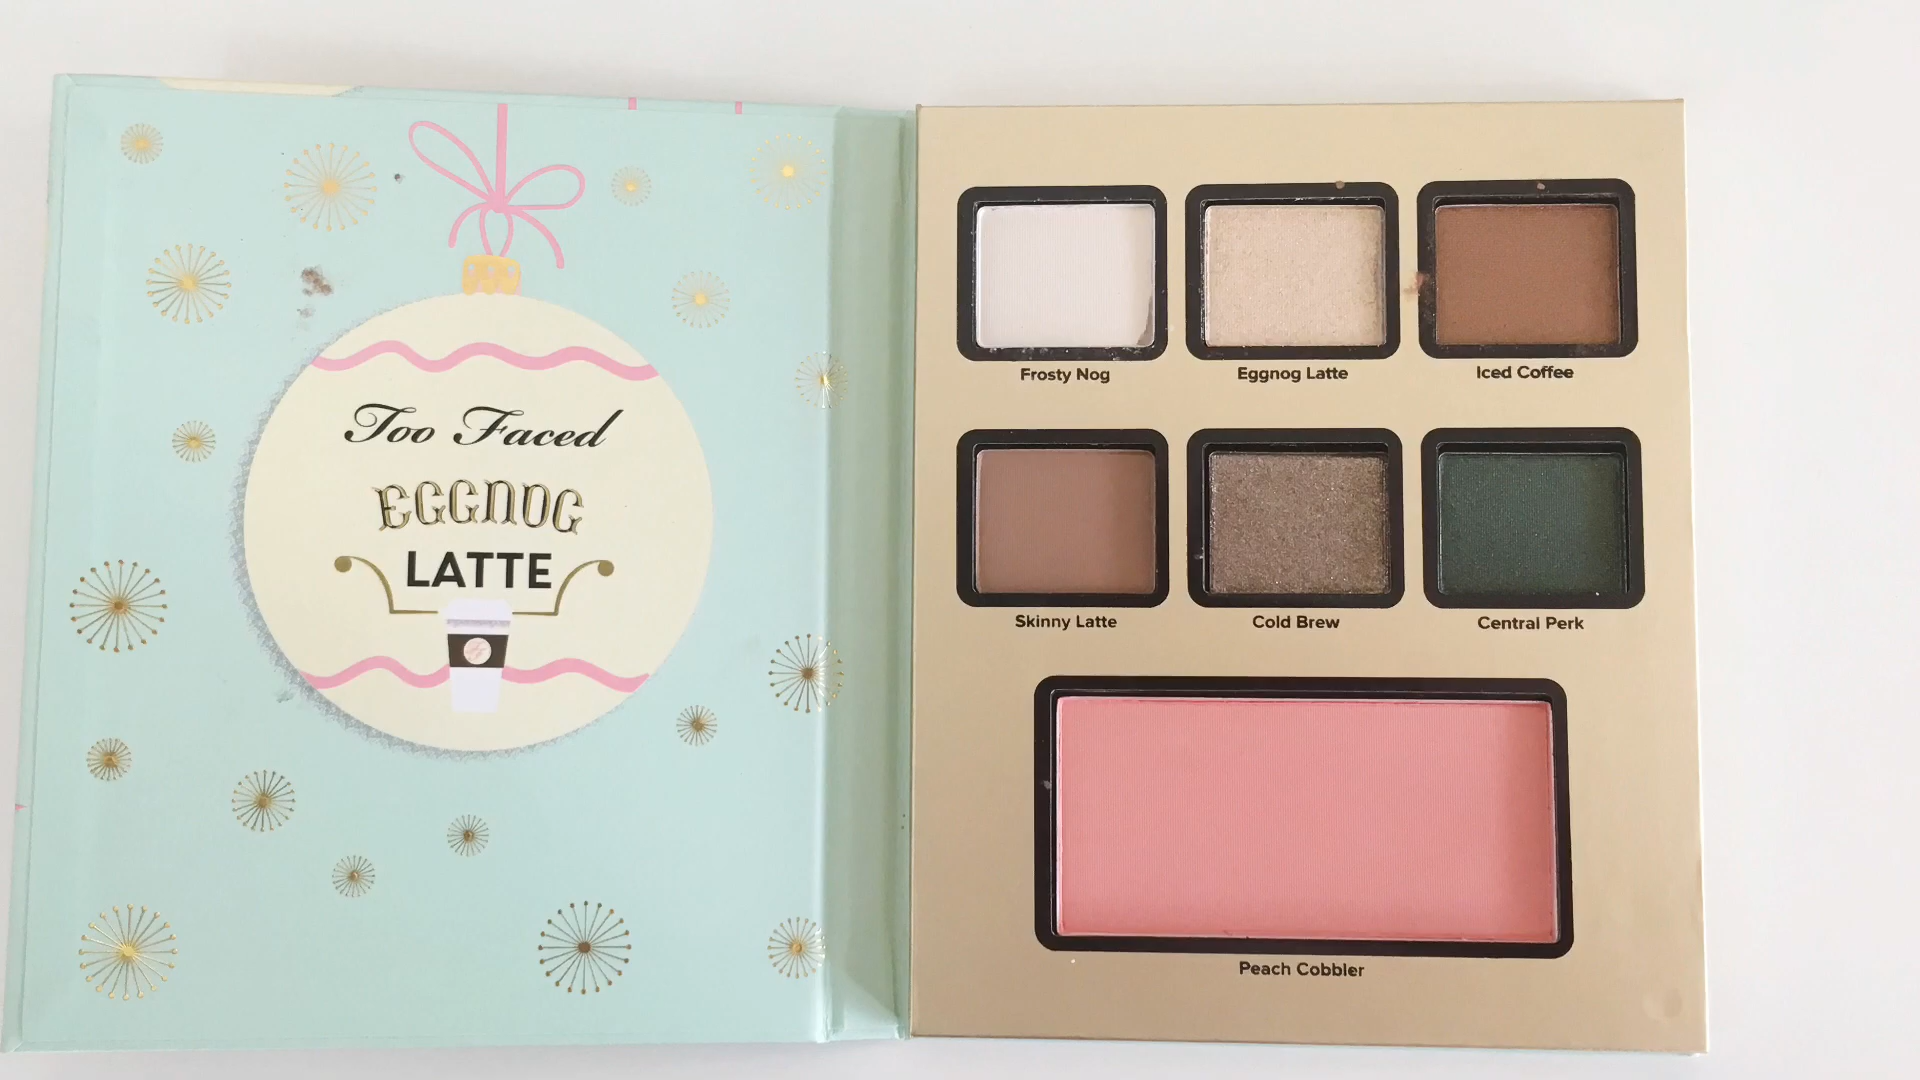 Too Faced
EGGNOG
LATTE
Frosty Nog
Eggnog Latte
Iced Coffee
Skinny Latte
Cold Brew
Central Perk
Peach Cobbler